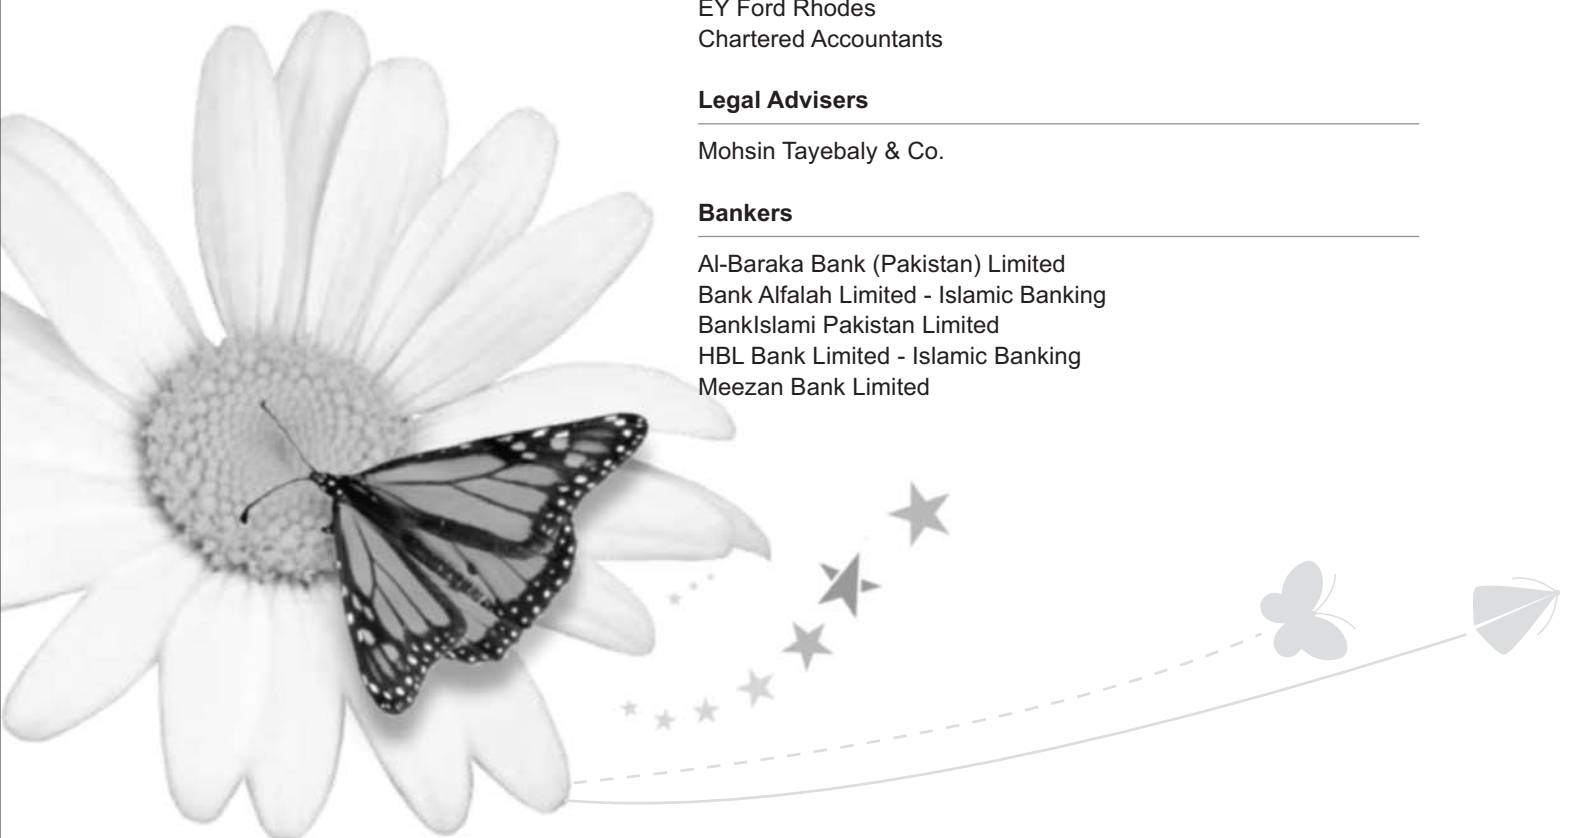 EY Ford Rhodes
Chartered Accountants
Legal Advisers
Mohsin Tayebaly & Co.
Bankers
Al-Baraka Bank (Pakistan) Limited
Bank Alfalah Limited - Islamic Banking
BankIslami Pakistan Limited
HBL Bank Limited - Islamic Banking
Meezan Bank Limited